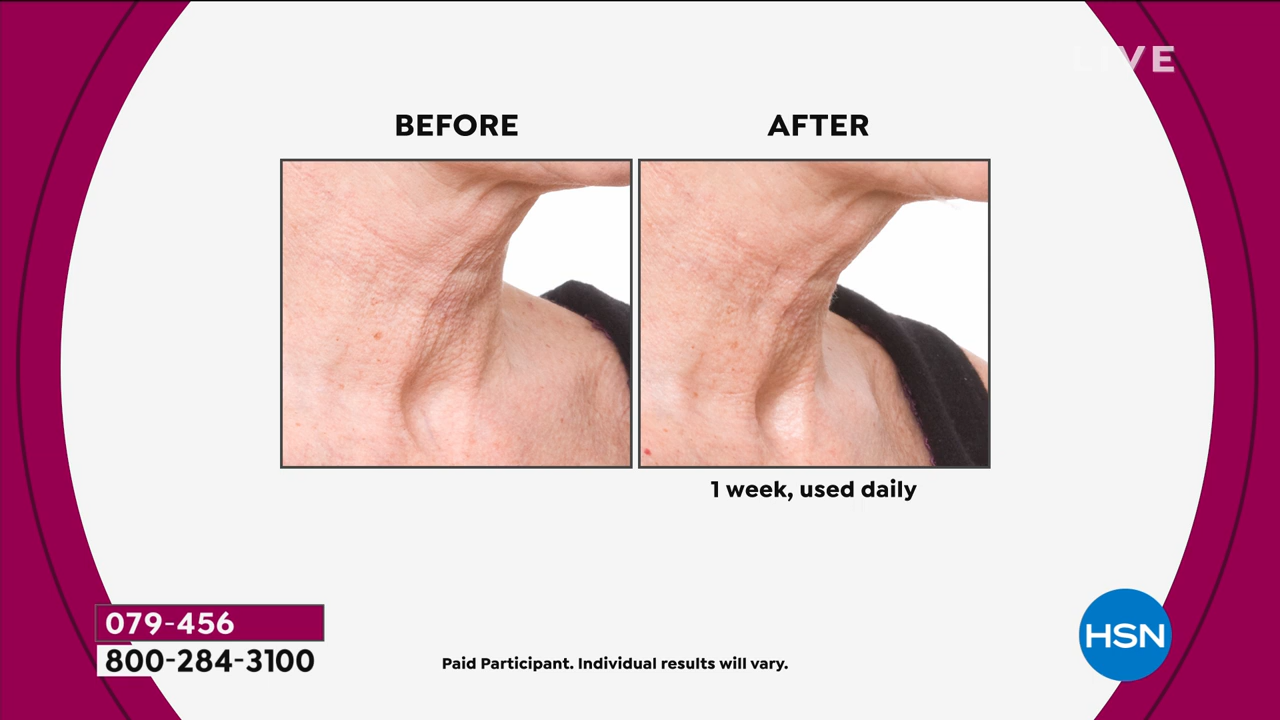 LIVE
BEFORE
AFTER
1 week, used daily
079-456
800-284-3100
Paid Participant. Individual results will vary.
HSN